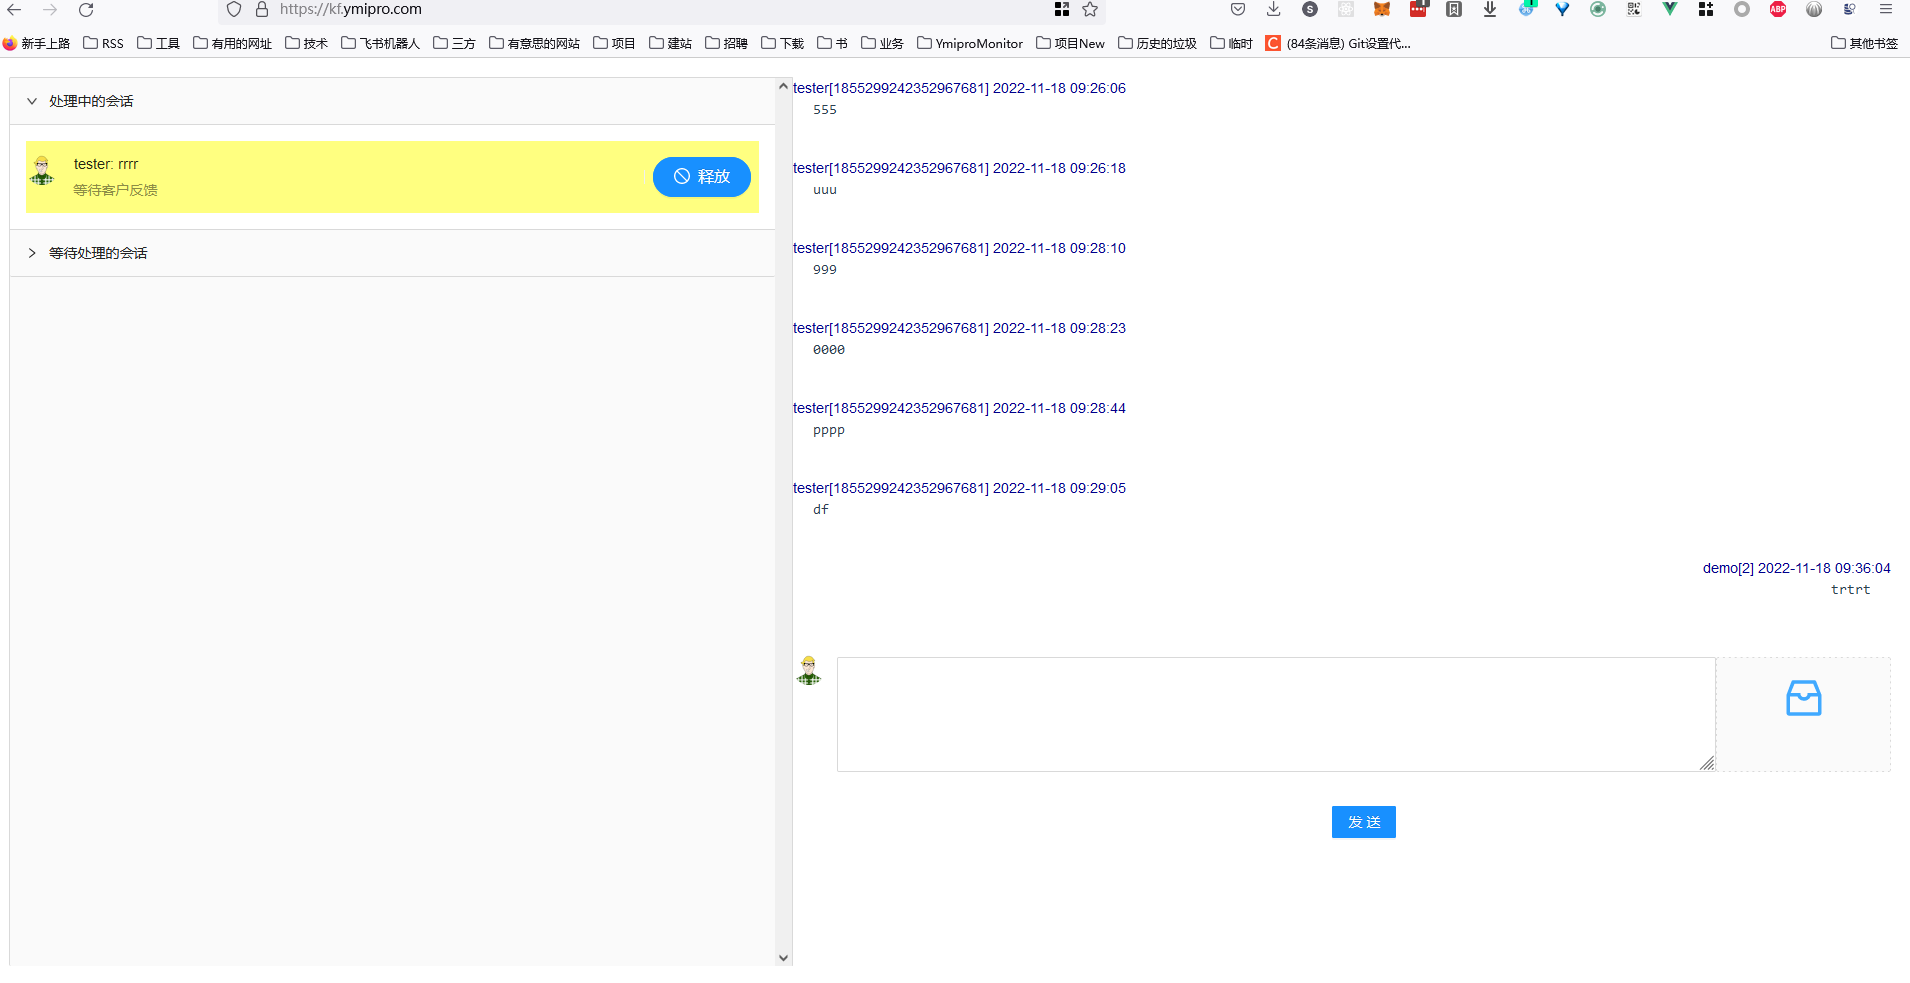 https://kf.ymipro.com
新手上路 RSS 工具 有用的网址 技术 飞书机器人 三方 有意思的网站 项目 建站 招聘 下载 书 业务 YmiproMonitor 项目New 历史的垃圾 临时 C (84条消息) Git设置代... 其他书签
处理中的会话
tester: rrrr
等待客户反馈
释放
等待处理的会话
tester[1855299242352967681] 2022-11-18 09:26:06
555
tester[1855299242352967681] 2022-11-18 09:26:18
uuu
tester[1855299242352967681] 2022-11-18 09:28:10
999
tester[1855299242352967681] 2022-11-18 09:28:23
0000
tester[1855299242352967681] 2022-11-18 09:28:44
pppp
tester[1855299242352967681] 2022-11-18 09:29:05
df
demo[2] 2022-11-18 09:36:04
trtrt
发 送